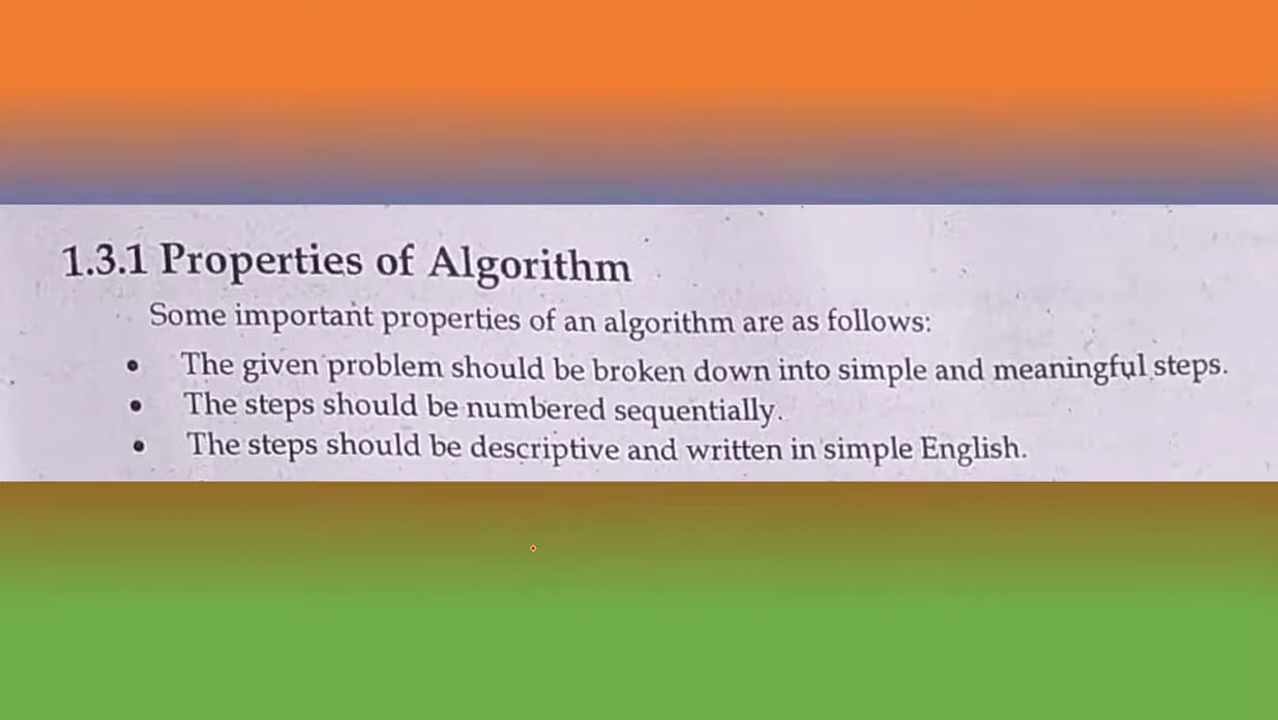 1.3.1 Properties of Algorithm
Some important properties of an algorithm are as follows:
• The given problem should be broken down into simple and meaningful steps.
• The steps should be numbered sequentially.
• The steps should be descriptive and written in simple English.